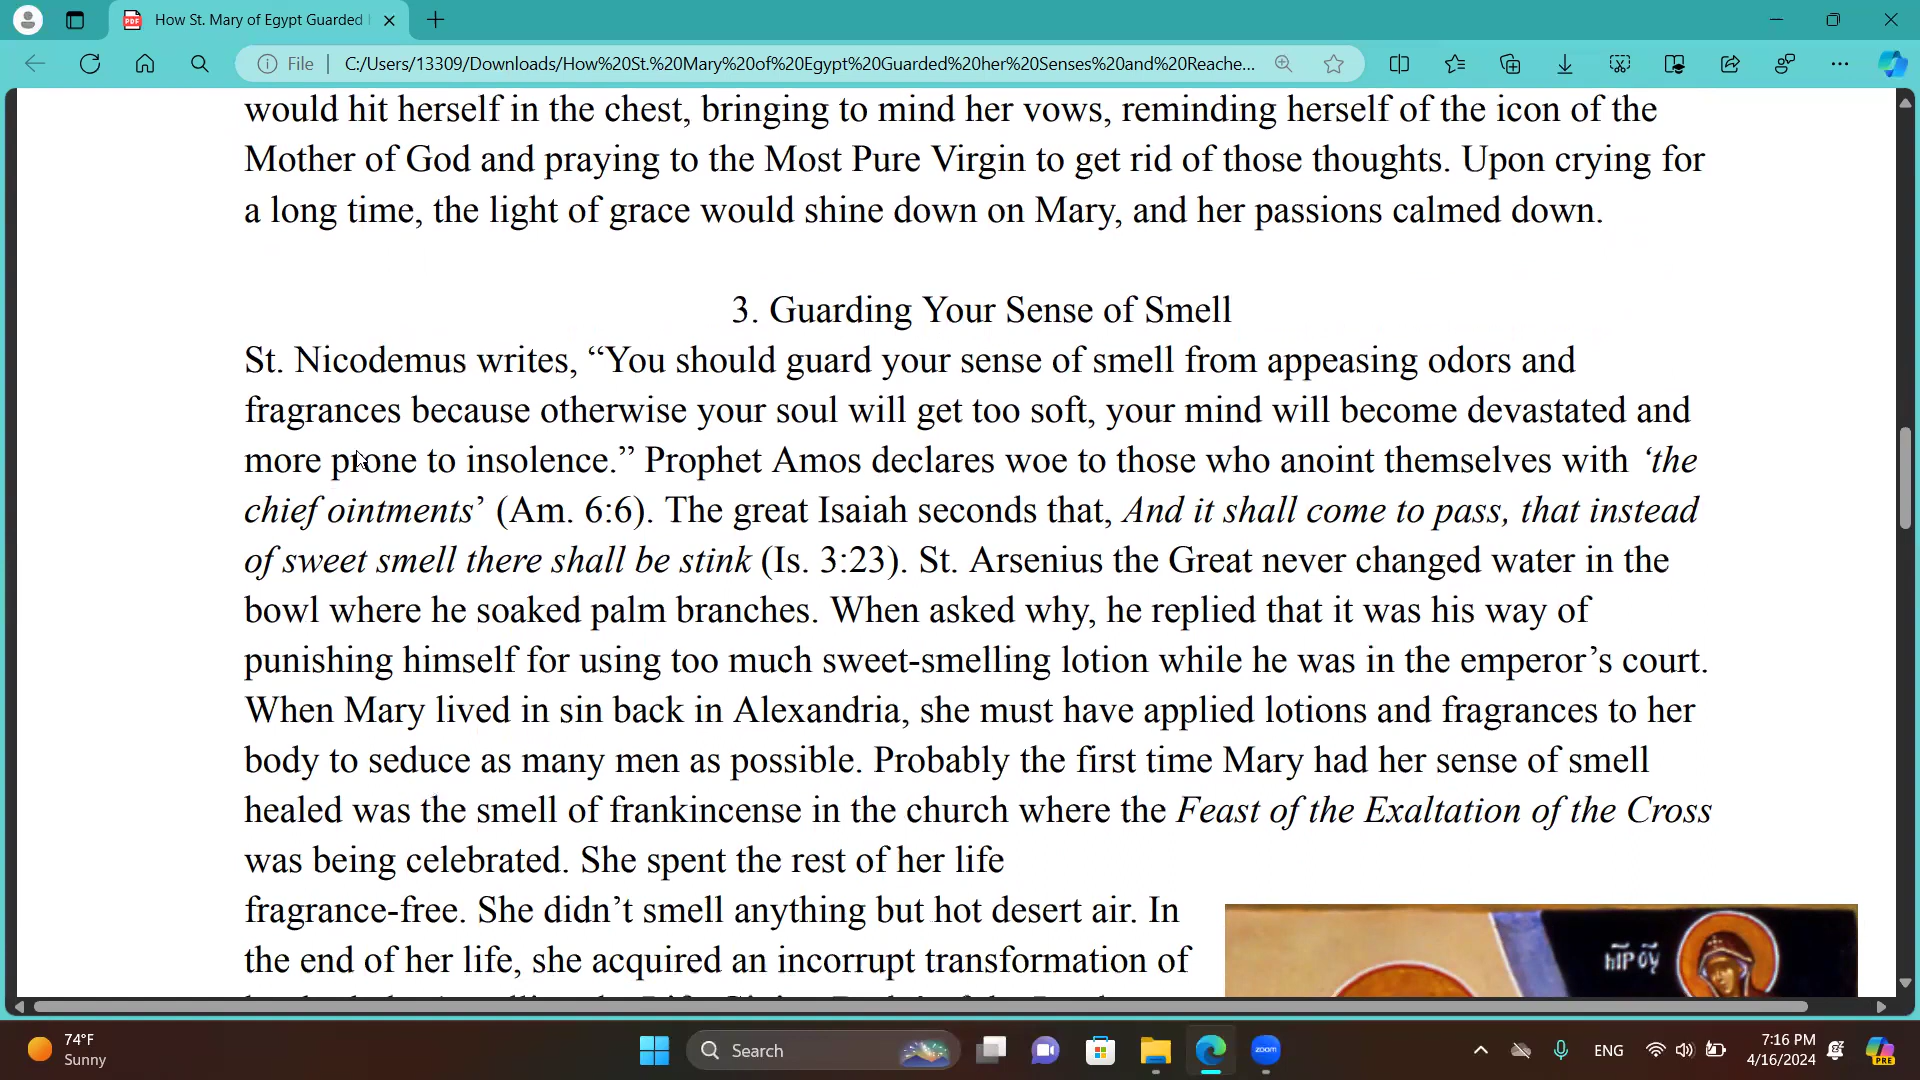 How St. Mary of Egypt Guarded
File
C:/Users/13309/Downloads/How%20St.%20Mary%20of%20Egypt%20Guarded%20her%20Senses%20and%20Reache...
would hit herself in the chest, bringing to mind her vows, reminding herself of the icon of the
Mother of God and praying to the Most Pure Virgin to get rid of those thoughts. Upon crying for
a long time, the light of grace would shine down on Mary, and her passions calmed down.
3. Guarding Your Sense of Smell
St. Nicodemus writes, “You should guard your sense of smell from appeasing odors and
fragrances because otherwise your soul will get too soft, your mind will become devastated and
more prone to insolence.” Prophet Amos declares woe to those who anoint themselves with ‘the
chief ointments’ (Am. 6:6). The great Isaiah seconds that, And it shall come to pass, that instead
of sweet smell there shall be stink (Is. 3:23). St. Arsenius the Great never changed water in the
bowl where he soaked palm branches. When asked why, he replied that it was his way of
punishing himself for using too much sweet-smelling lotion while he was in the emperor’s court.
When Mary lived in sin back in Alexandria, she must have applied lotions and fragrances to her
body to seduce as many men as possible. Probably the first time Mary had her sense of smell
healed was the smell of frankincense in the church where the Feast of the Exaltation of the Cross
was being celebrated. She spent the rest of her life
fragrance-free. She didn’t smell anything but hot desert air. In
the end of her life, she acquired an incorrupt transformation of
74°F
Sunny
Search
zoom
ENG
7:16 PM
4/16/2024
PRE